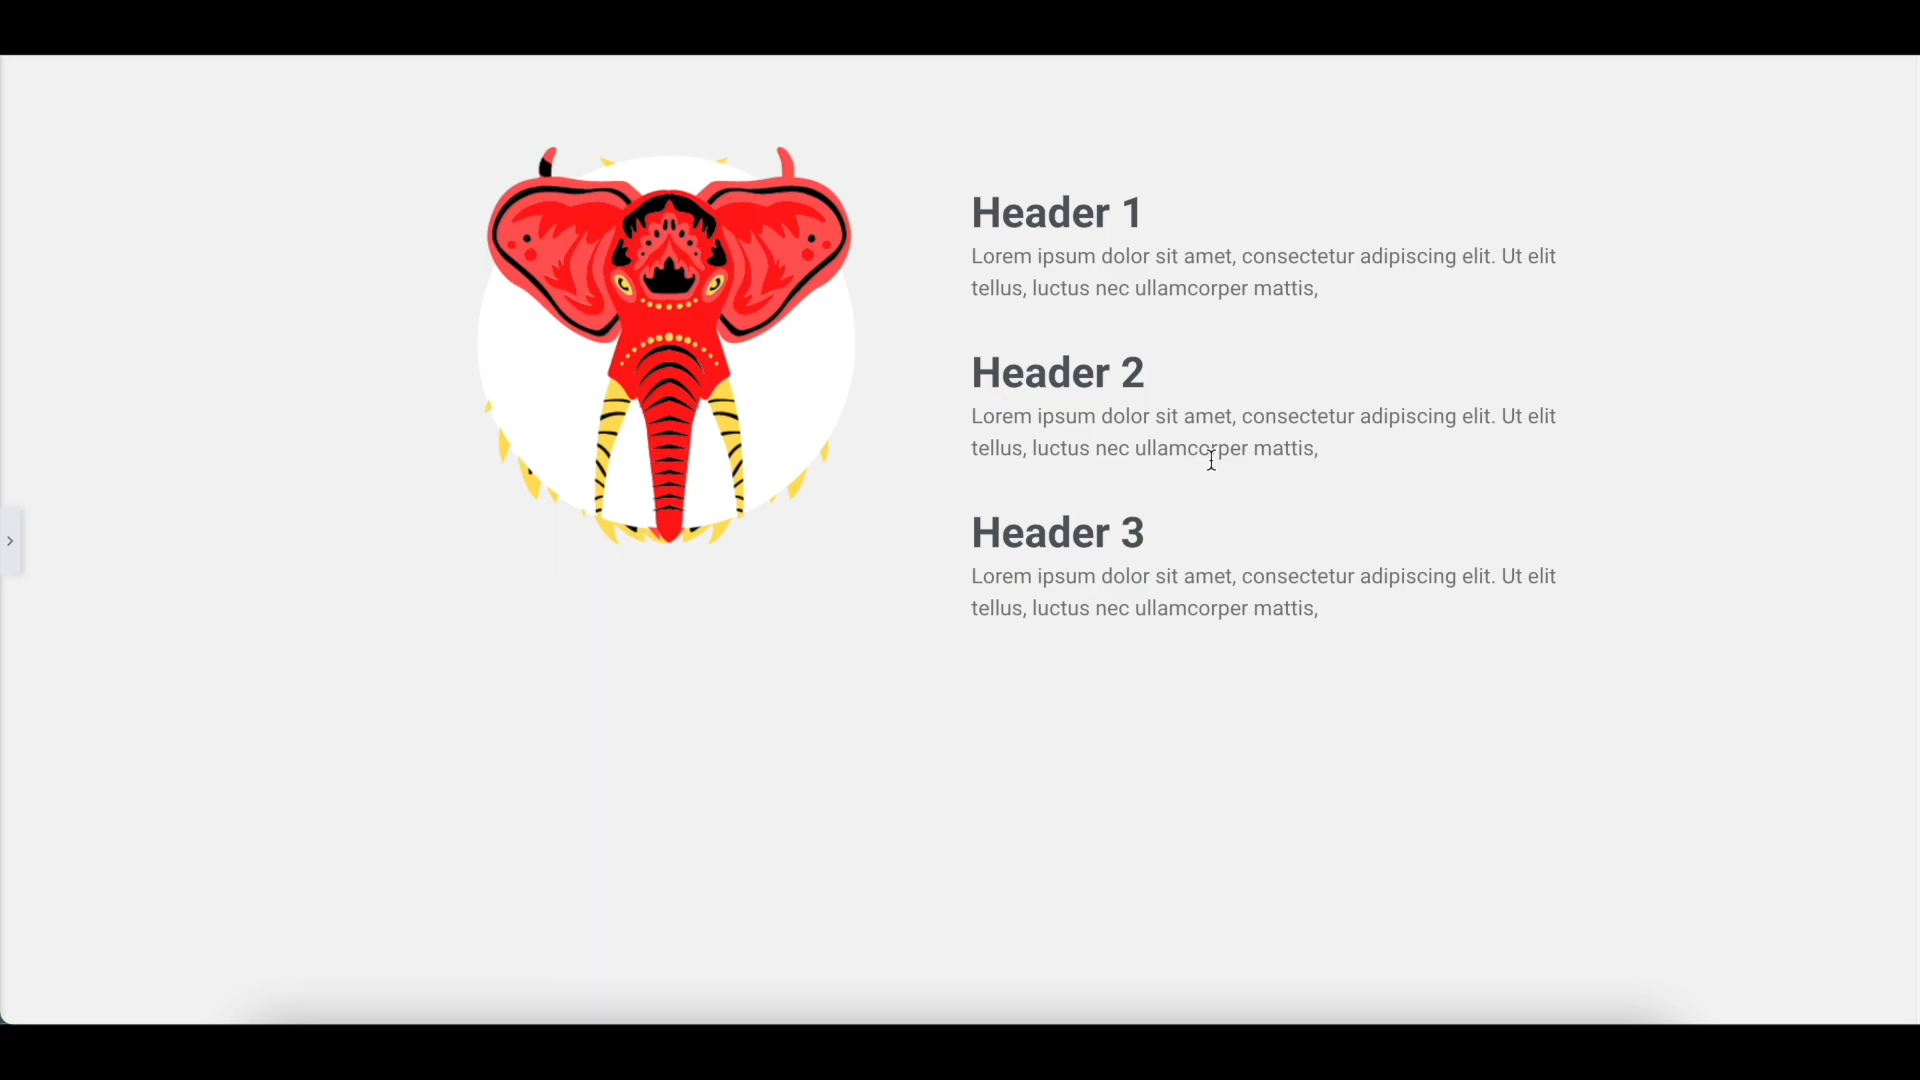 Header 1
Lorem ipsum dolor sit amet, consectetur adipiscing elit. Ut elit
tellus, luctus nec ullamcorper mattis,
Header 2
Lorem ipsum dolor sit amet, consectetur adipiscing elit. Ut elit
tellus, luctus nec ullamcorper mattis,
Header 3
Lorem ipsum dolor sit amet, consectetur adipiscing elit. Ut elit
tellus, luctus nec ullamcorper mattis,